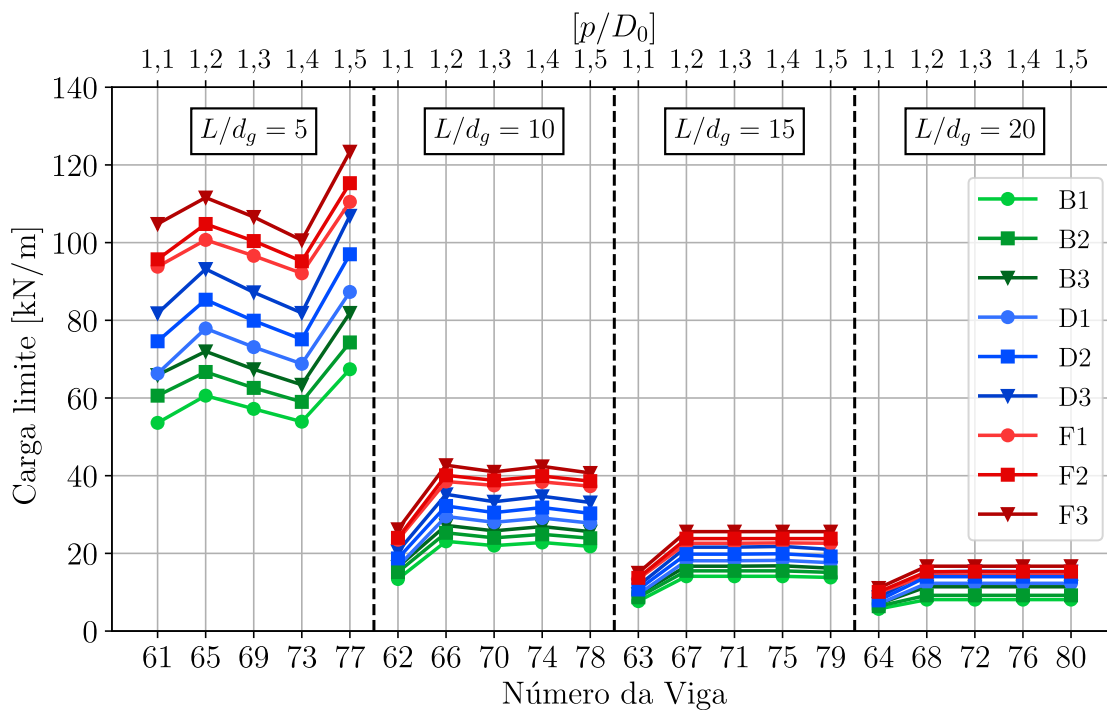 [p/D₀]
1,1 1,2 1,3 1,4 1,5 1,1 1,2 1,3 1,4 1,5 1,1 1,2 1,3 1,4 1,5 1,1 1,2 1,3 1,4 1,5
140
120
100
80
60
40
20
0
Carga limite [kN/m]
L/d_g = 5
L/d_g = 10
L/d_g = 15
L/d_g = 20
B1
B2
B3
D1
D2
D3
F1
F2
F3
61 65 69 73 77 62 66 70 74 78 63 67 71 75 79 64 68 72 76 80
Número da Viga